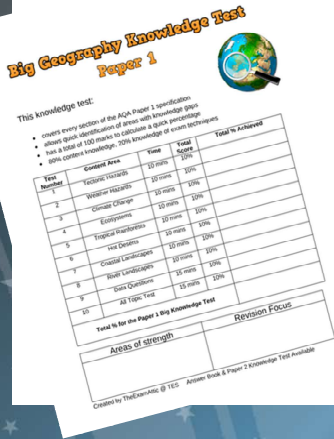 Big Geography Knowledge Test
Paper 1
This knowledge test:
• covers every section of the AQA Paper 1 specification
• allows quick identification of areas with knowledge gaps
• has a total of 100 marks to calculate a quick percentage
• 80% content knowledge, 20% knowledge of exam techniques
Test Number Content Area Time Total Score Total % Achieved
1 Tectonic Hazards 10 mins 10%
2 Weather Hazards 10 mins 10%
3 Climate Change 10 mins 10%
4 Ecosystems 10 mins 10%
5 Tropical Rainforests 10 mins 10%
6 Hot Deserts 10 mins 10%
7 Coastal Landscapes 10 mins 10%
8 River Landscapes 10 mins 10%
9 Data Questions 15 mins 10%
10 All Topic Test 15 mins 10%
Total % for the Paper 1 Big Knowledge Test
Areas of strength Revision Focus
Created by TheExamAttic @ TES Answer Book & Paper 2 Knowledge Test Available